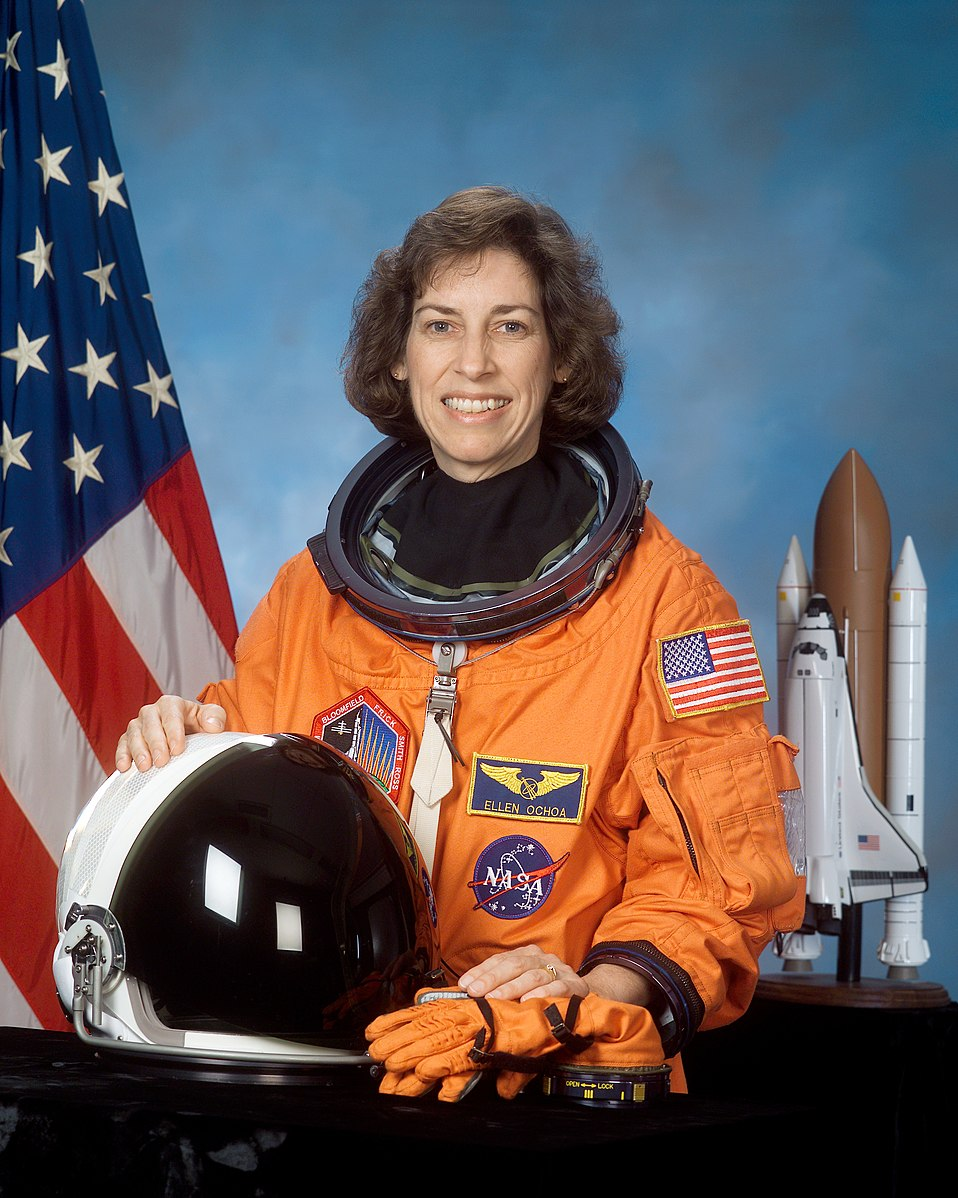 BLOOMFIELD
FRICK
SMITH
ROSS
ELLEN OCHOA
NASA
OPEN LOCK